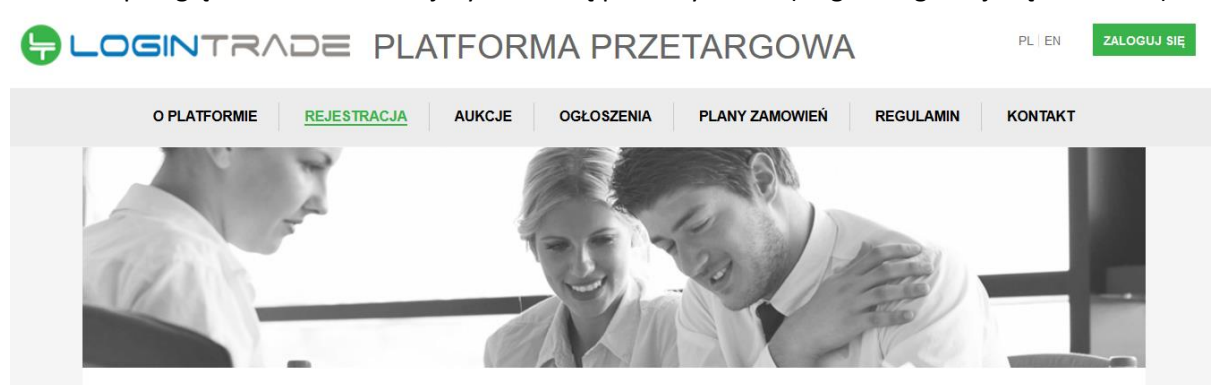 LOGINTRADE PLATFORMA PRZETARGOWA PL | EN ZALOGUJ SIĘ
O PLATFORMIE REJESTRACJA AUKCJE OGŁOSZENIA PLANY ZAMOWIEŃ REGULAMIN KONTAKT